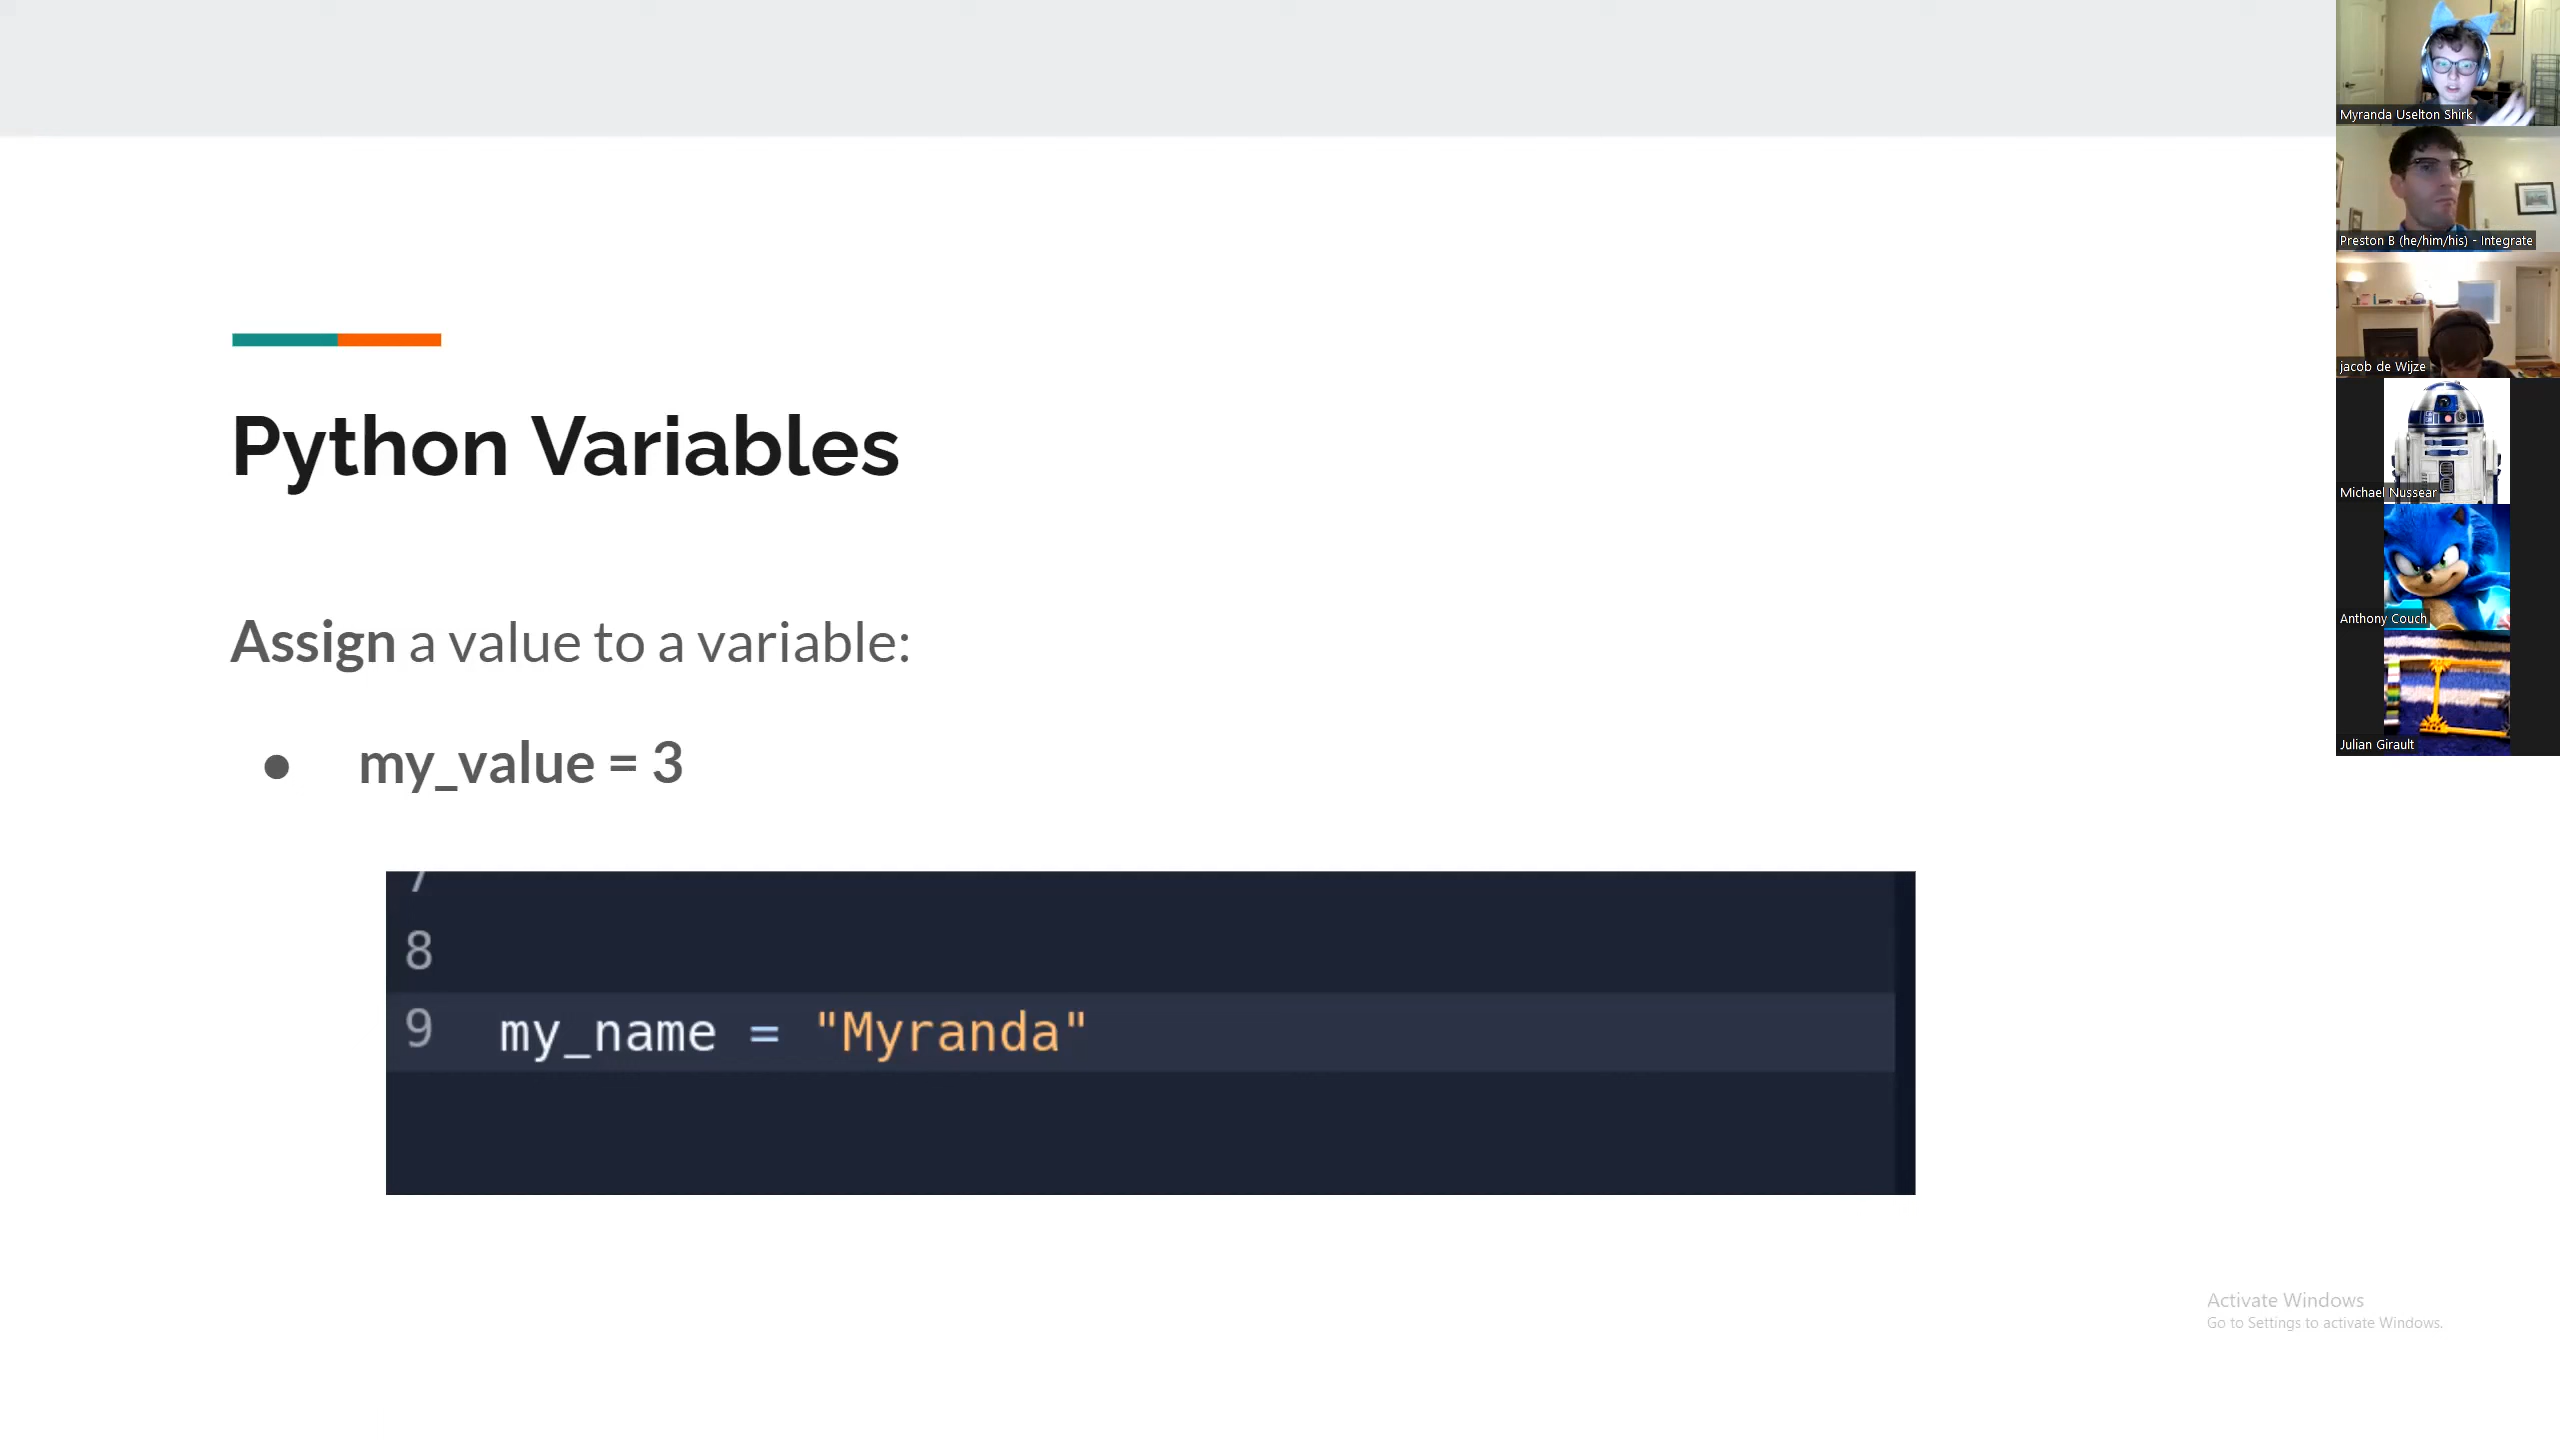 Python Variables
Assign a value to a variable:
● my_value = 3
7
8
9 my_name = "Myranda"
Myranda Uselton Shirk
Preston B (he/him/his) - Integrate
jacob de Wijze
Michael Nussear
Anthony Couch
Julian Girault
Activate Windows
Go to Settings to activate Windows.